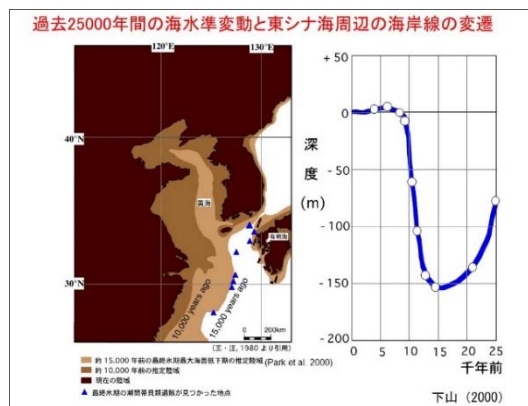 過去25000年間の海水準変動と東シナ海周辺の海岸線の変遷
120°E
130°E
40°N
30°N
黄海
有明海
10,000 years ago
15,000 years ago
0 200km
(王・汪, 1980 より引用)
約 15,000 年前の最終氷期最大海面低下期の推定陸域 (Park et al. 2000)
約 10,000 年前の推定陸域
現在の陸域
最終氷期の潮間帯貝類遺骸が見つかった地点
+ 50
0
- 50
- 100
- 150
- 200
深度(m)
0 5 10 15 20 25
千年前
下山 (2000)